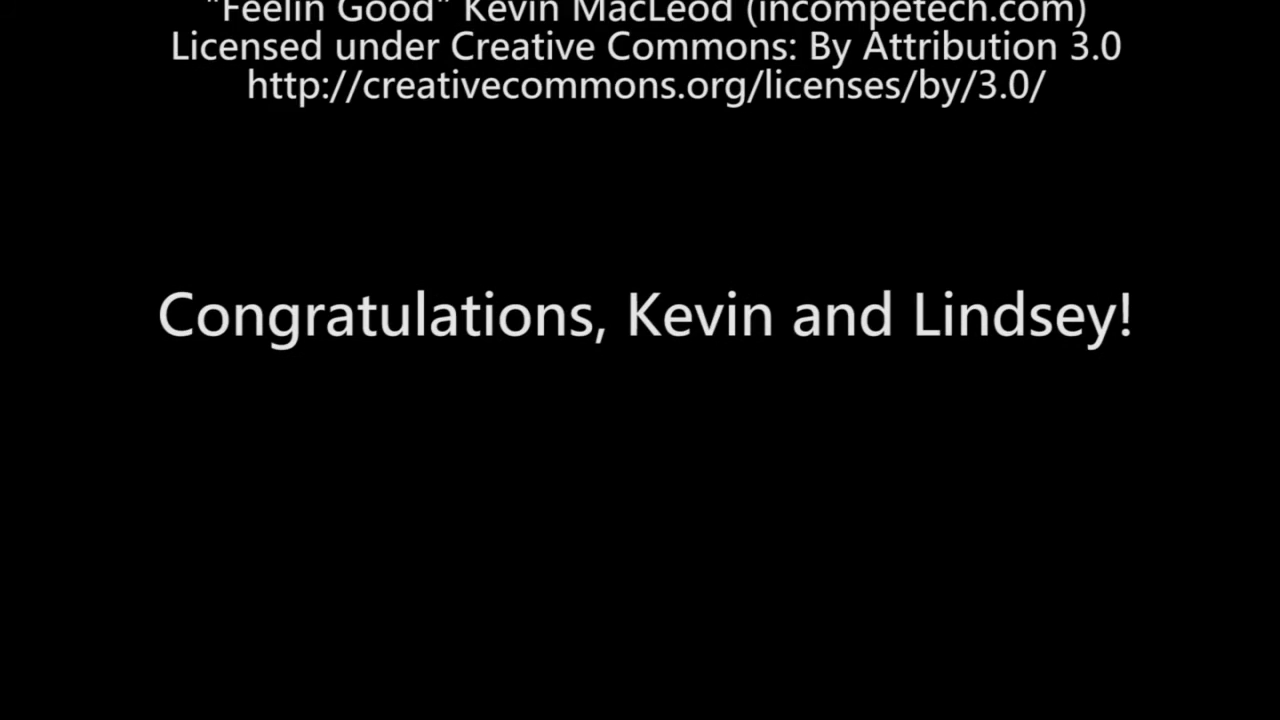 "Feelin Good" Kevin MacLeod (incompetech.com)
Licensed under Creative Commons: By Attribution 3.0
http://creativecommons.org/licenses/by/3.0/
Congratulations, Kevin and Lindsey!